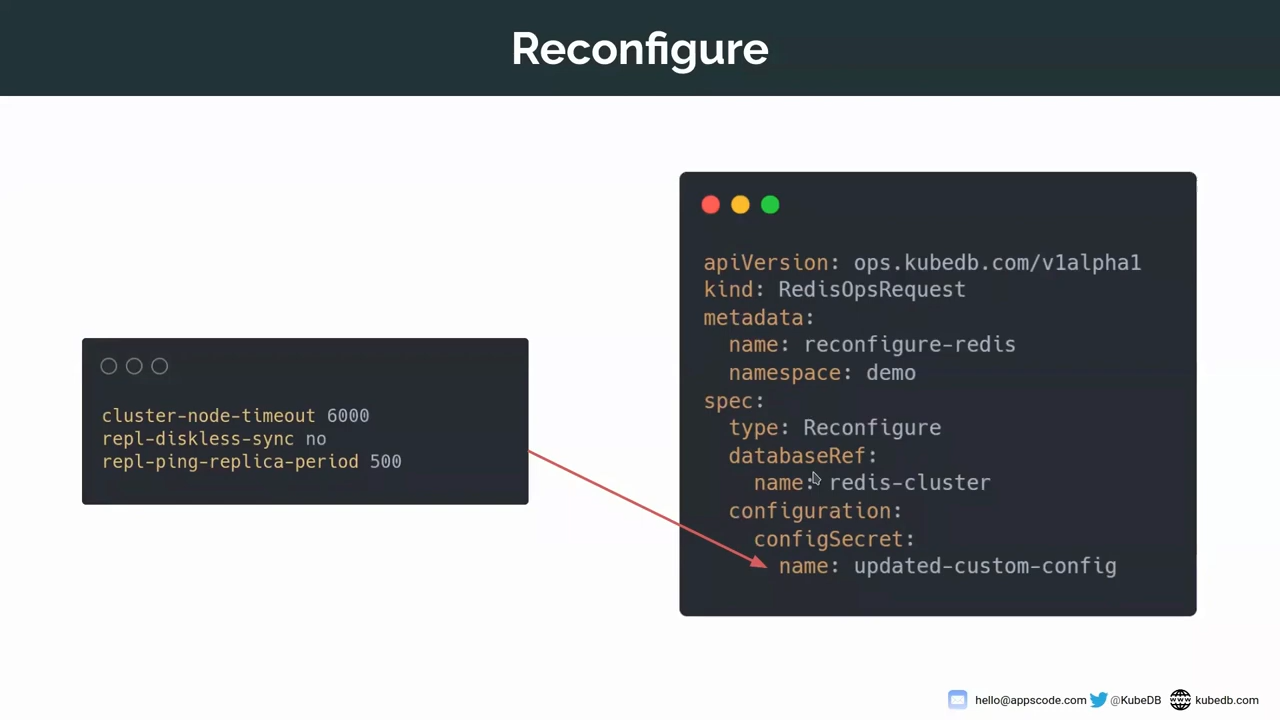 Reconfigure
cluster-node-timeout 6000
repl-diskless-sync no
repl-ping-replica-period 500
apiVersion: ops.kubedb.com/v1alpha1
kind: RedisOpsRequest
metadata:
  name: reconfigure-redis
  namespace: demo
spec:
  type: Reconfigure
  databaseRef:
    name: redis-cluster
  configuration:
    configSecret:
      name: updated-custom-config
hello@appscode.com @KubeDB www kubedb.com